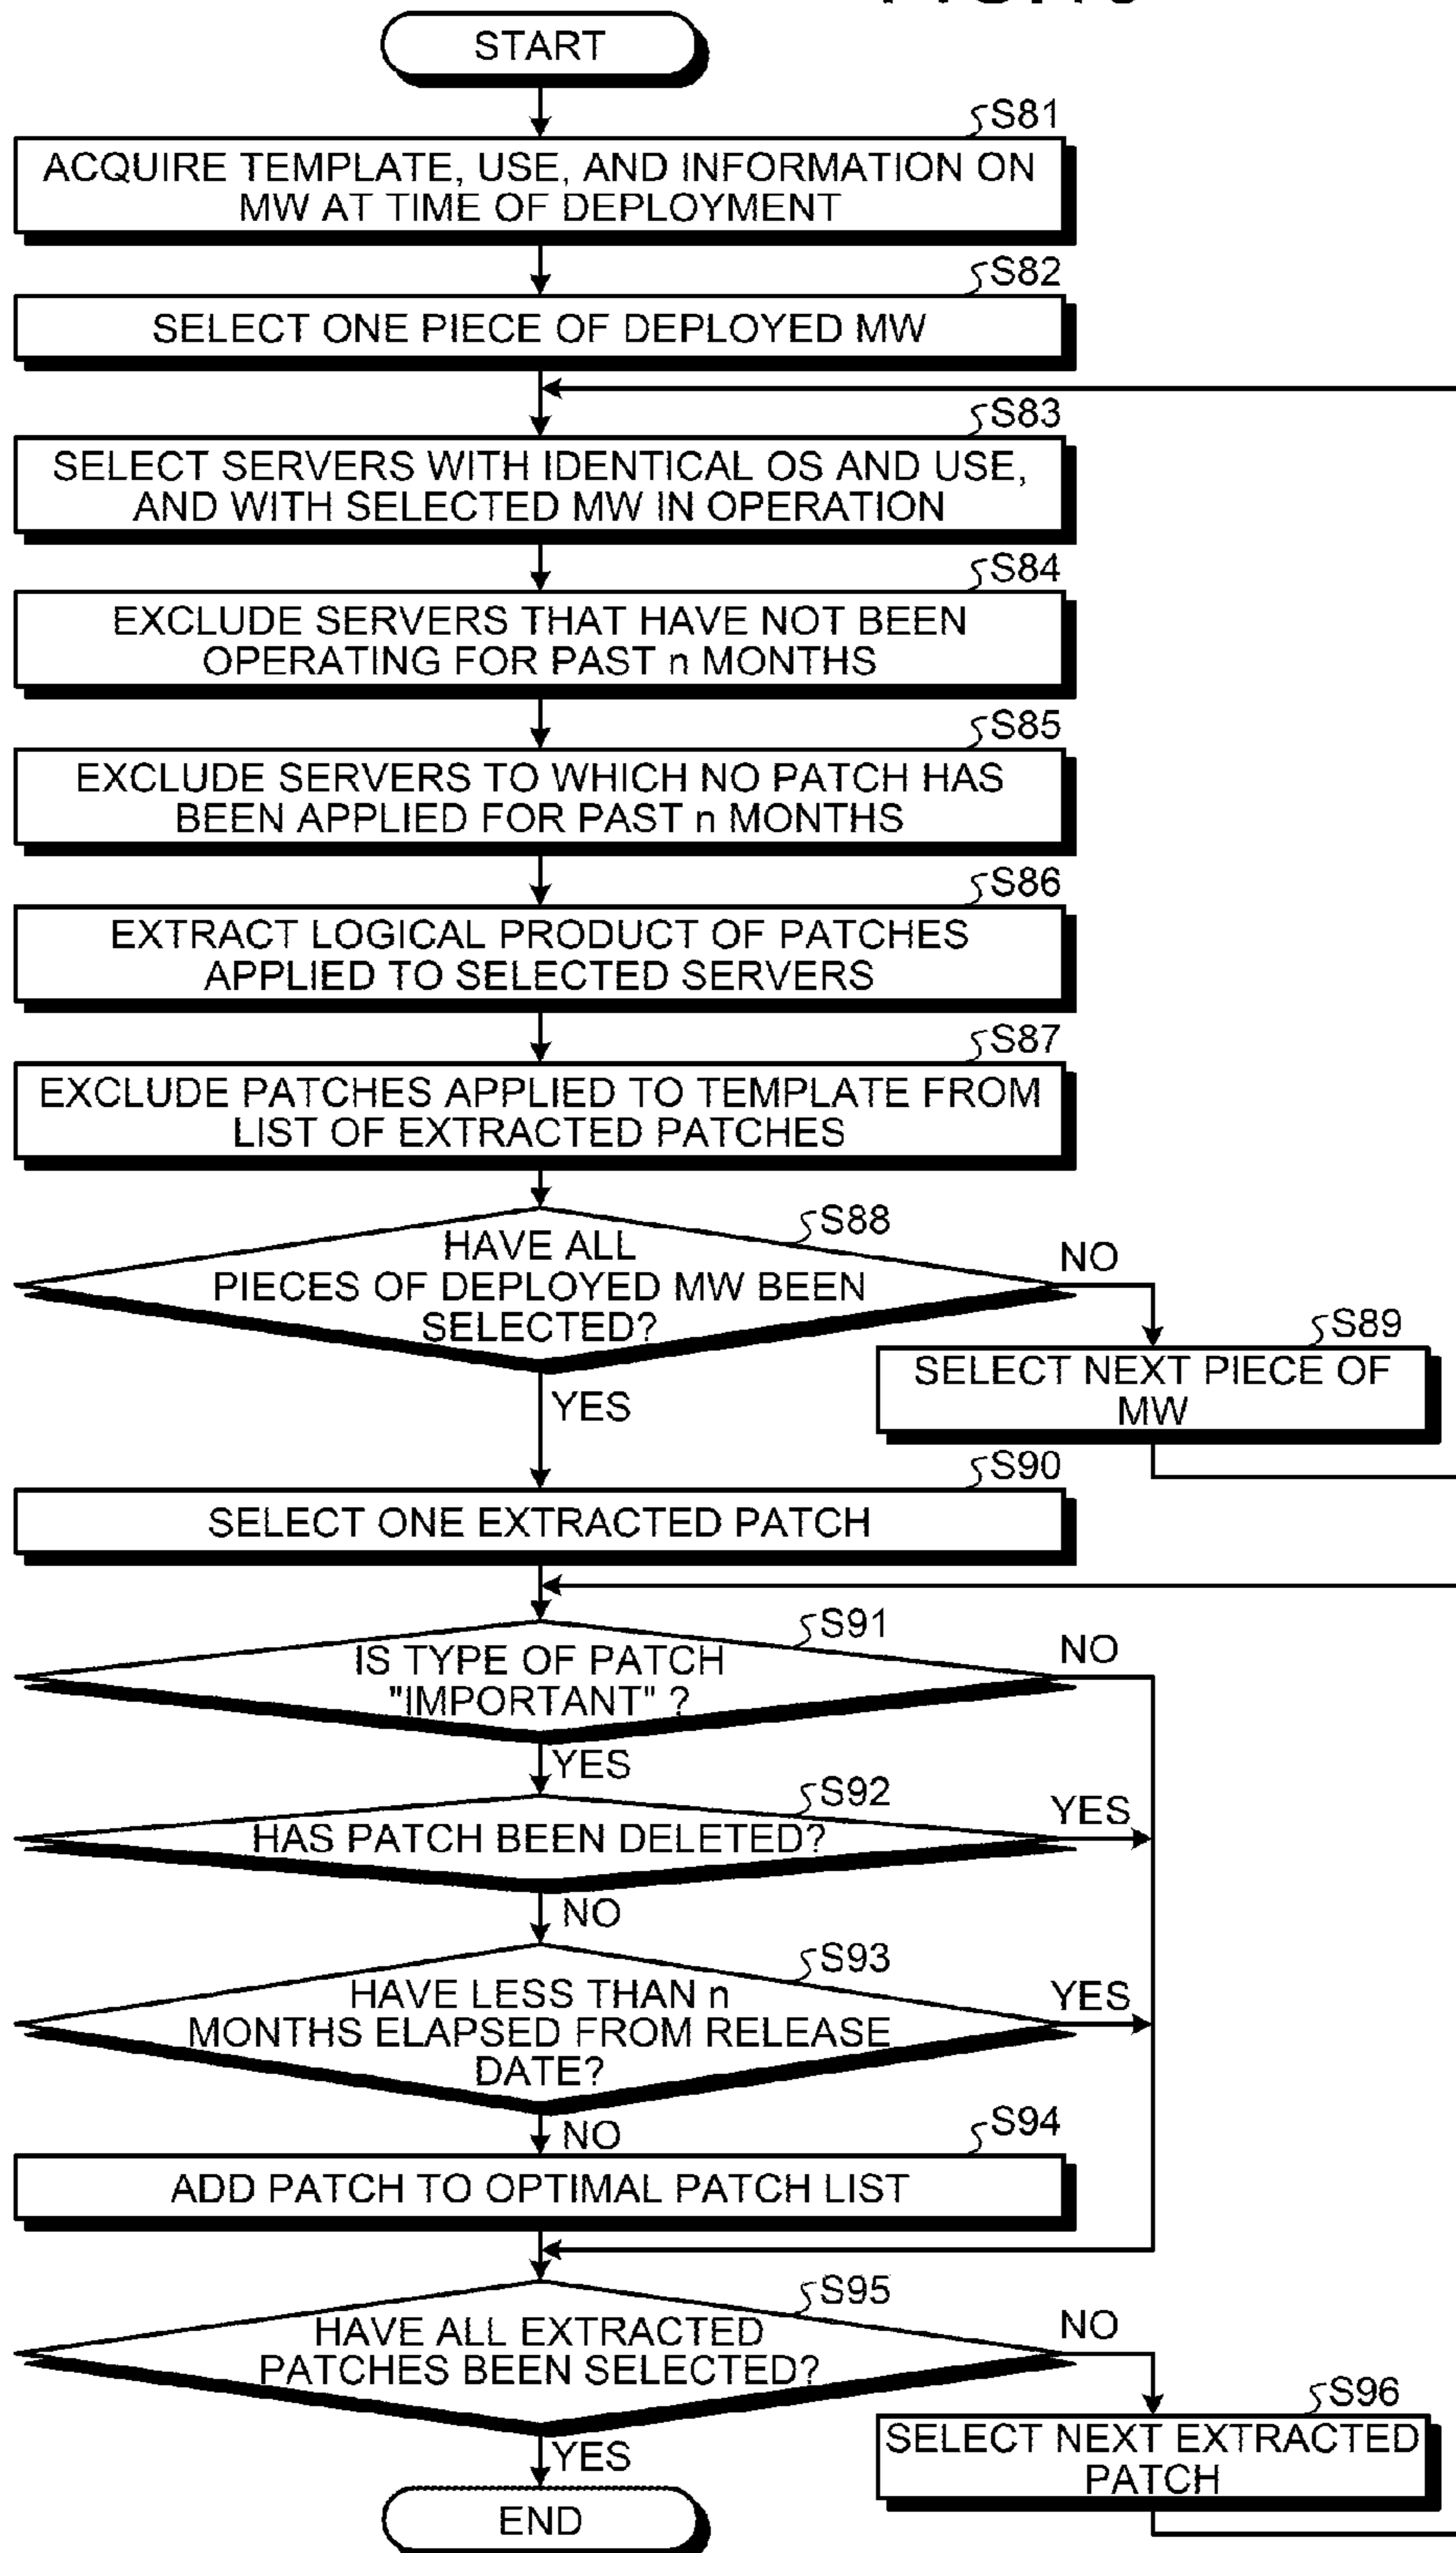 START
S81
ACQUIRE TEMPLATE, USE, AND INFORMATION ON
MW AT TIME OF DEPLOYMENT
S82
SELECT ONE PIECE OF DEPLOYED MW
S83
SELECT SERVERS WITH IDENTICAL OS AND USE,
AND WITH SELECTED MW IN OPERATION
S84
EXCLUDE SERVERS THAT HAVE NOT BEEN
OPERATING FOR PAST n MONTHS
S85
EXCLUDE SERVERS TO WHICH NO PATCH HAS
BEEN APPLIED FOR PAST n MONTHS
S86
EXTRACT LOGICAL PRODUCT OF PATCHES
APPLIED TO SELECTED SERVERS
S87
EXCLUDE PATCHES APPLIED TO TEMPLATE FROM
LIST OF EXTRACTED PATCHES
S88
HAVE ALL
PIECES OF DEPLOYED MW BEEN
SELECTED?
NO
S89
SELECT NEXT PIECE OF
MW
YES
S90
SELECT ONE EXTRACTED PATCH
S91
IS TYPE OF PATCH
"IMPORTANT" ?
NO
YES
S92
HAS PATCH BEEN DELETED?
YES
NO
S93
HAVE LESS THAN n
MONTHS ELAPSED FROM RELEASE
DATE?
YES
NO
S94
ADD PATCH TO OPTIMAL PATCH LIST
S95
HAVE ALL EXTRACTED
PATCHES BEEN SELECTED?
NO
S96
SELECT NEXT EXTRACTED
PATCH
YES
END